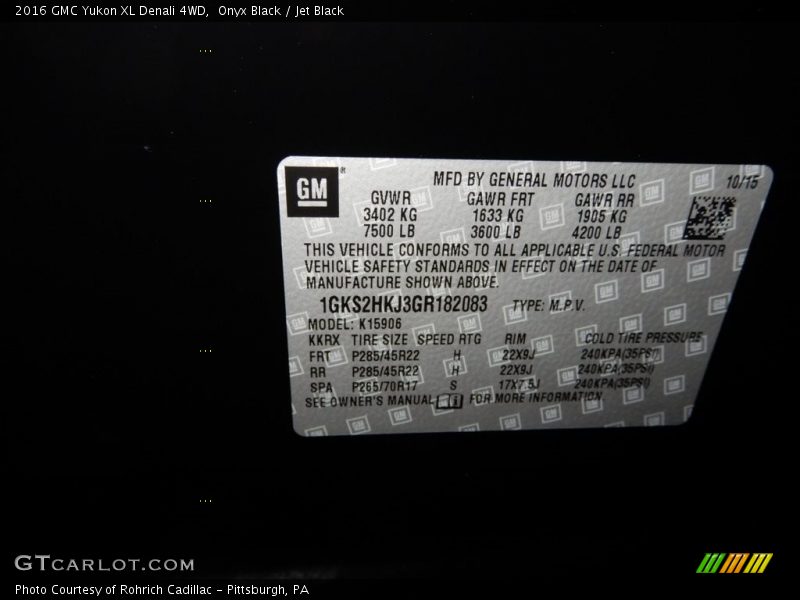 2016 GMC Yukon XL Denali 4WD, Onyx Black / Jet Black
GM ®
MFD BY GENERAL MOTORS LLC 10/15
GVWR GAWR FRT GAWR RR
3402 KG 1633 KG 1905 KG
7500 LB 3600 LB 4200 LB
THIS VEHICLE CONFORMS TO ALL APPLICABLE U.S. FEDERAL MOTOR
VEHICLE SAFETY STANDARDS IN EFFECT ON THE DATE OF
MANUFACTURE SHOWN ABOVE.
1GKS2HKJ3GR182083 TYPE: M.P.V.
MODEL: K15906
KKRX TIRE SIZE SPEED RTG RIM COLD TIRE PRESSURE
FRT P285/45R22 H 22X9J 240KPA(35PSI)
RR P285/45R22 H 22X9J 240KPA(35PSI)
SPA P265/70R17 S 17X7.5J 240KPA(35PSI)
SEE OWNER'S MANUAL FOR MORE INFORMATION.
GTCARLOT.COM
Photo Courtesy of Rohrich Cadillac - Pittsburgh, PA